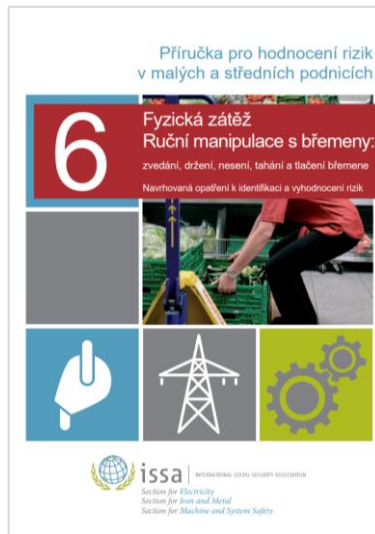 Příručka pro hodnocení rizik
v malých a středních podnicích
6
Fyzická zátěž
Ruční manipulace s břemeny:
zvedání, držení, nesení, tahání a tlačení břemene
Navrhovaná opatření k identifikaci a vyhodnocení rizik
issa
INTERNATIONAL SOCIAL SECURITY ASSOCIATION
Section for Electricity
Section for Iron and Metal
Section for Machine and System Safety